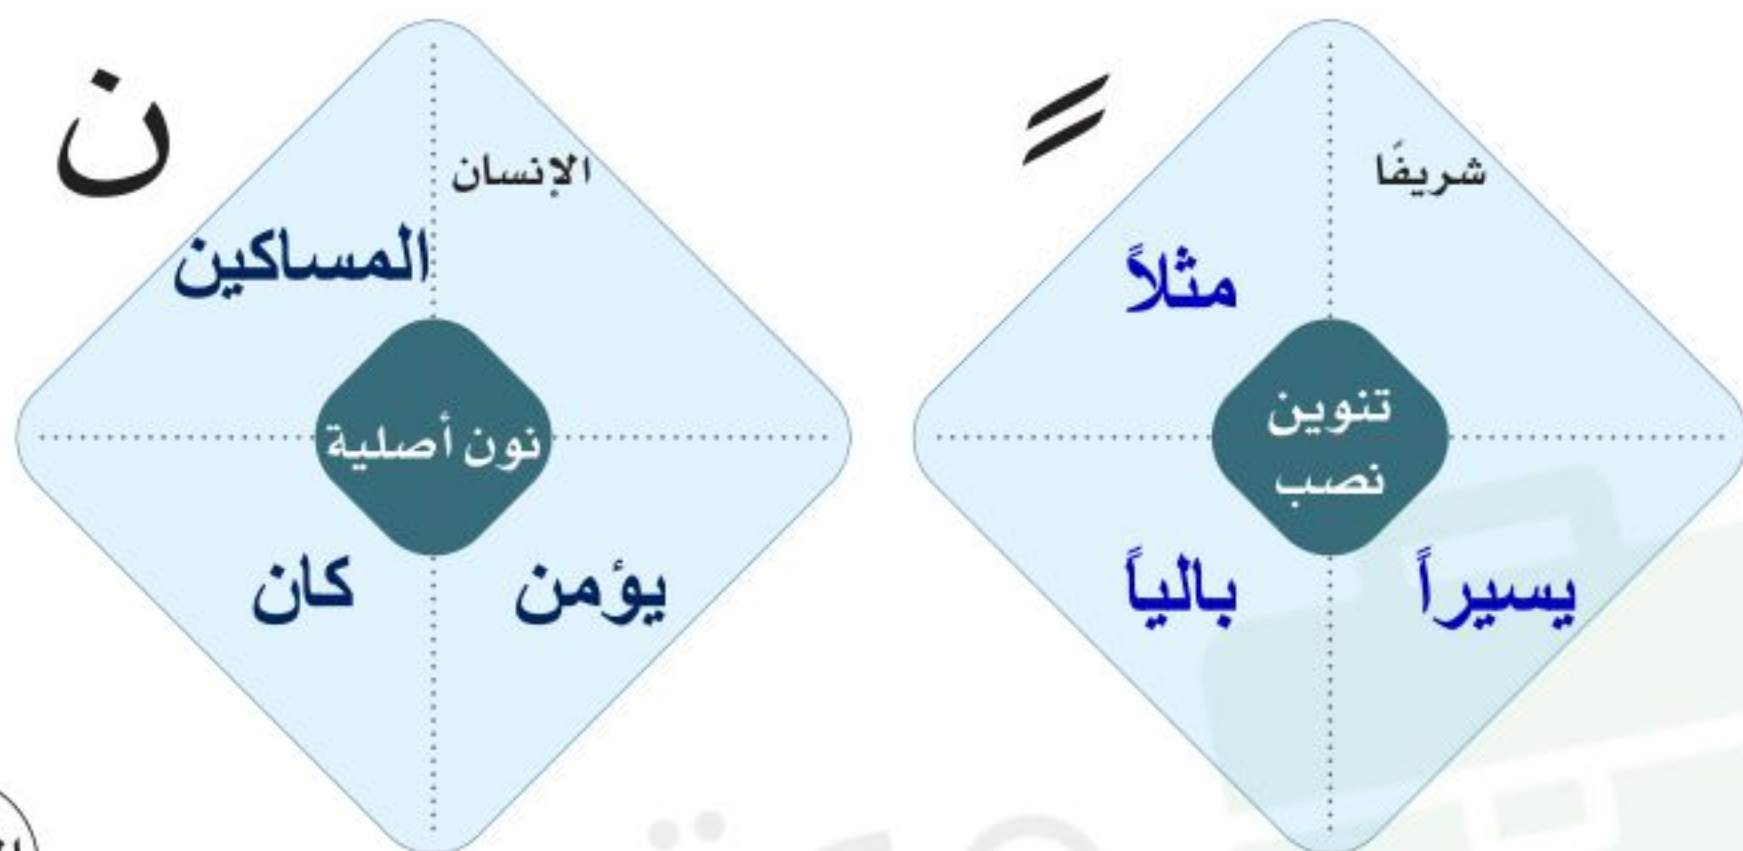 ً
شريفًا
مثلاً
تنوين
نصب
يسيراً
بالياً
ن
الإنسان
المساكين
نون أصلية
يؤمن
كان